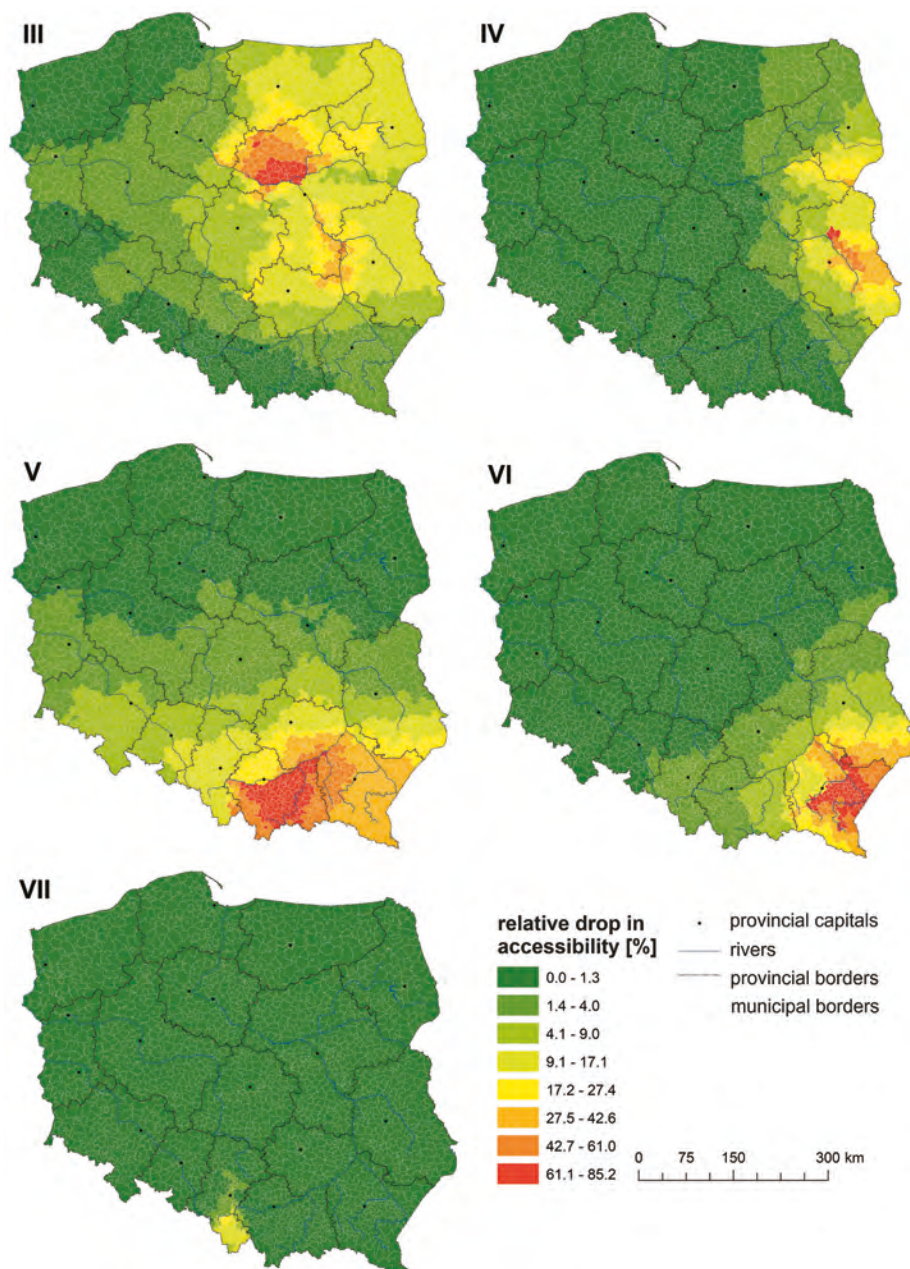 III
IV
V
VI
VII
relative drop in
accessibility [%]
0.0 - 1.3
1.4 - 4.0
4.1 - 9.0
9.1 - 17.1
17.2 - 27.4
27.5 - 42.6
42.7 - 61.0
61.1 - 85.2
provincial capitals
rivers
provincial borders
municipal borders
0 75 150 300 km